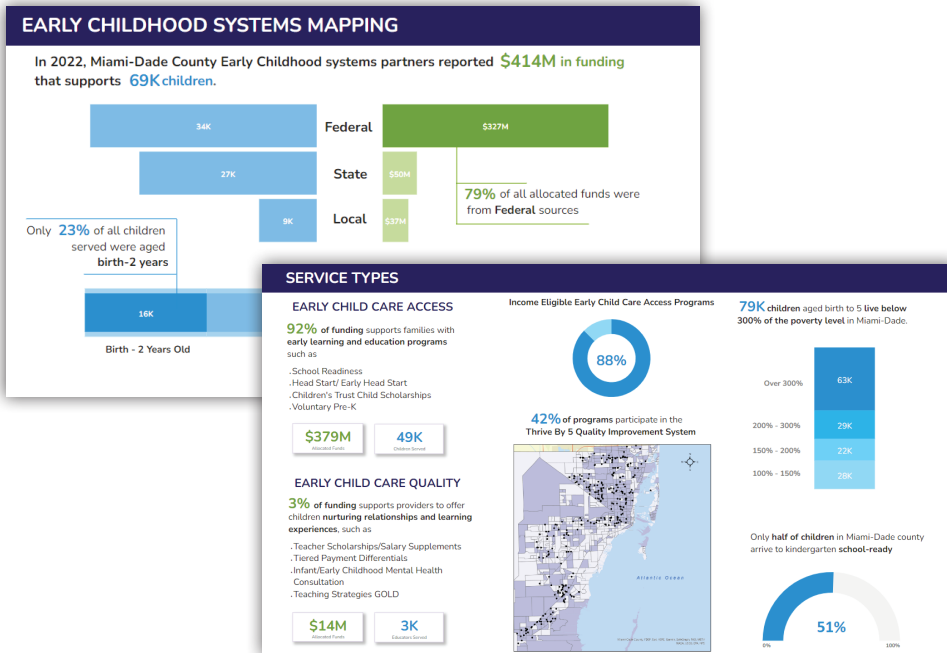 EARLY CHILDHOOD SYSTEMS MAPPING
In 2022, Miami-Dade County Early Childhood systems partners reported $414M in funding
that supports 69K children.
34K
Federal
$327M
27K
State
$50M
9K
Local
$37M
79% of all allocated funds were
from Federal sources
Only 23% of all children
served were aged
birth-2 years
16K
Birth - 2 Years Old
SERVICE TYPES
EARLY CHILD CARE ACCESS
92% of funding supports families with
early learning and education programs
such as
.School Readiness
.Head Start/ Early Head Start
.Children's Trust Child Scholarships
.Voluntary Pre-K
$379M
Allocated Funds
49K
Children Served
EARLY CHILD CARE QUALITY
3% of funding supports providers to offer
children nurturing relationships and learning
experiences, such as
.Teacher Scholarships/Salary Supplements
.Tiered Payment Differentials
.Infant/Early Childhood Mental Health
Consultation
.Teaching Strategies GOLD
$14M
Allocated Funds
3K
Educators Served
Income Eligible Early Child Care Access Programs
88%
42% of programs participate in the
Thrive By 5 Quality Improvement System
Atlantic Ocean
79K children aged birth to 5 live below
300% of the poverty level in Miami-Dade.
Over 300%
63K
200% - 300%
29K
150% - 200%
22K
100% - 150%
28K
Only half of children in Miami-Dade county
arrive to kindergarten school-ready
51%
0%
100%